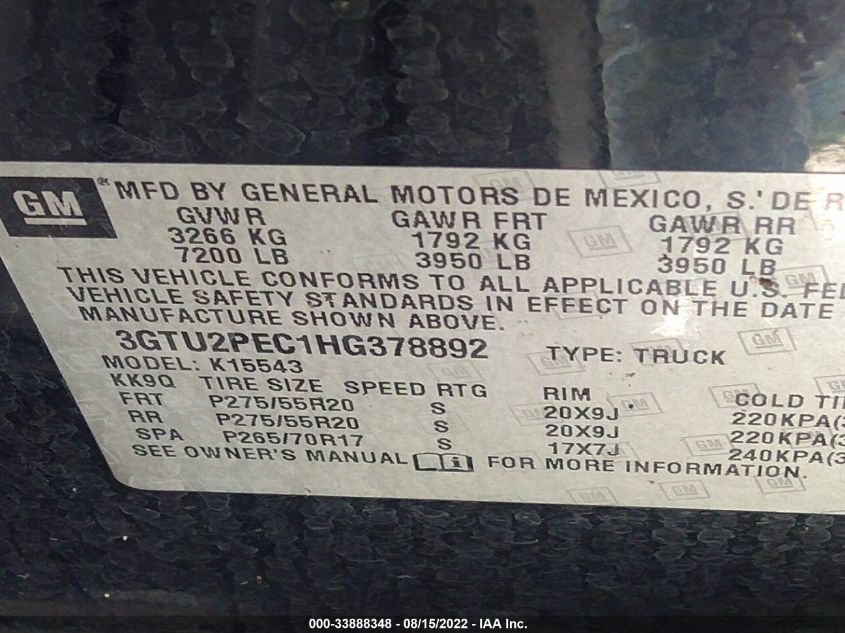 GM ® MFD BY GENERAL MOTORS DE MEXICO, S. DE R
GVWR GAWR FRT GAWR RR
3266 KG 1792 KG 1792 KG
7200 LB 3950 LB 3950 LB
THIS VEHICLE CONFORMS TO ALL APPLICABLE U.S. FE
VEHICLE SAFETY STANDARDS IN EFFECT ON THE DATE
MANUFACTURE SHOWN ABOVE.
3GTU2PEC1HG378892 TYPE: TRUCK
MODEL: K15543
KK9Q TIRE SIZE SPEED RTG RIM COLD TI
FRT P275/55R20 S 20X9J 220KPA(3
RR P275/55R20 S 20X9J 220KPA(3
SPA P265/70R17 S 17X7J 240KPA(3
SEE OWNER'S MANUAL FOR MORE INFORMATION.
000-33888348 - 08/15/2022 - IAA Inc.